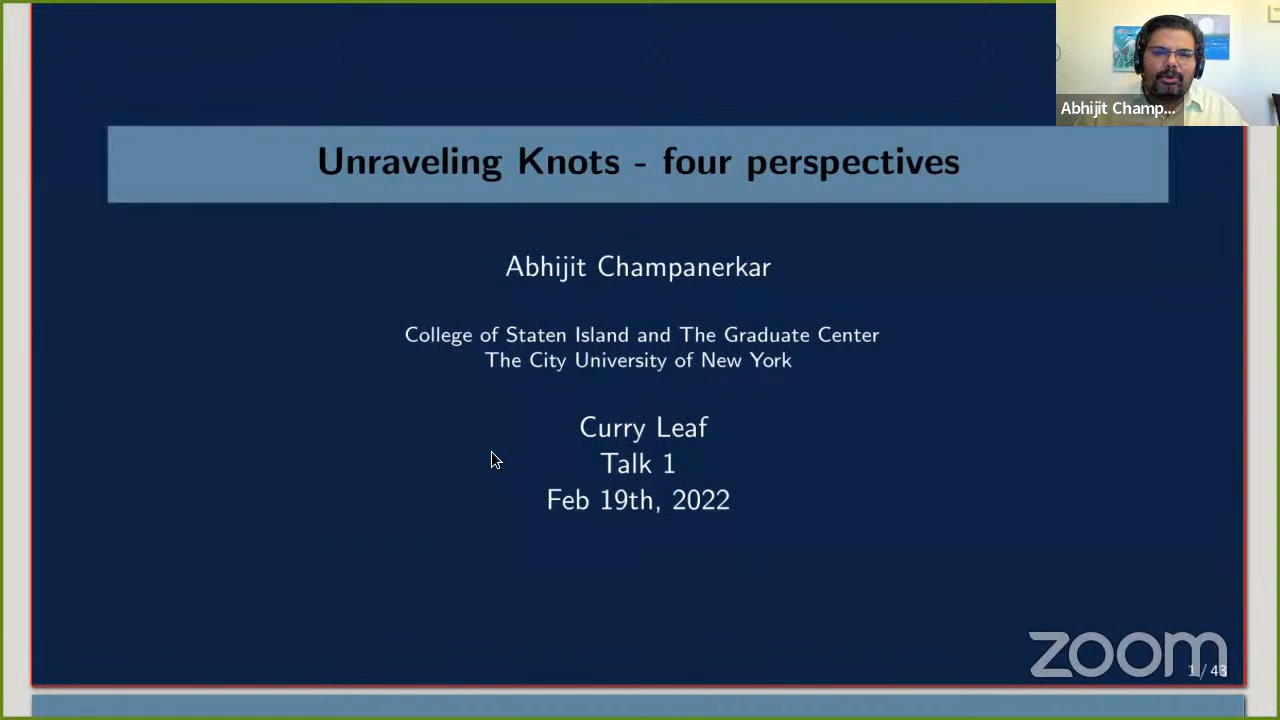 Abhijit Champ...
Unraveling Knots - four perspectives
Abhijit Champanerkar
College of Staten Island and The Graduate Center
The City University of New York
Curry Leaf
Talk 1
Feb 19th, 2022
zoom
1 / 43